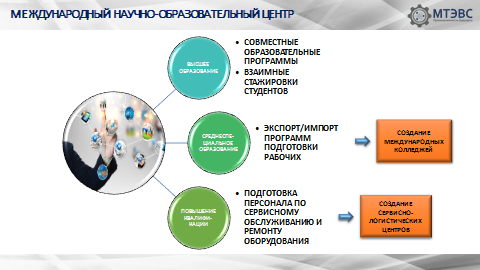 МЕЖДУНАРОДНЫЙ НАУЧНО-ОБРАЗОВАТЕЛЬНЫЙ ЦЕНТР
МТЭВС
ВЫСШЕЕ
ОБРАЗОВАНИЕ
• СОВМЕСТНЫЕ
ОБРАЗОВАТЕЛЬНЫЕ
ПРОГРАММЫ
• ВЗАИМНЫЕ
СТАЖИРОВКИ
СТУДЕНТОВ
СРЕДНЕСПЕ-
ЦИАЛЬНОЕ
ОБРАЗОВАНИЕ
• ЭКСПОРТ/ИМПОРТ
ПРОГРАММ
ПОДГОТОВКИ
РАБОЧИХ
СОЗДАНИЕ
МЕЖДУНАРОДНЫХ
КОЛЛЕДЖЕЙ
ПОВЫШЕНИЕ
КВАЛИФИ-
КАЦИИ
• ПОДГОТОВКА
ПЕРСОНАЛА ПО
СЕРВИСНОМУ
ОБСЛУЖИВАНИЮ И
РЕМОНТУ
ОБОРУДОВАНИЯ
СОЗДАНИЕ
СЕРВИСНО-
ЛОГИСТИЧЕСКИХ
ЦЕНТРОВ